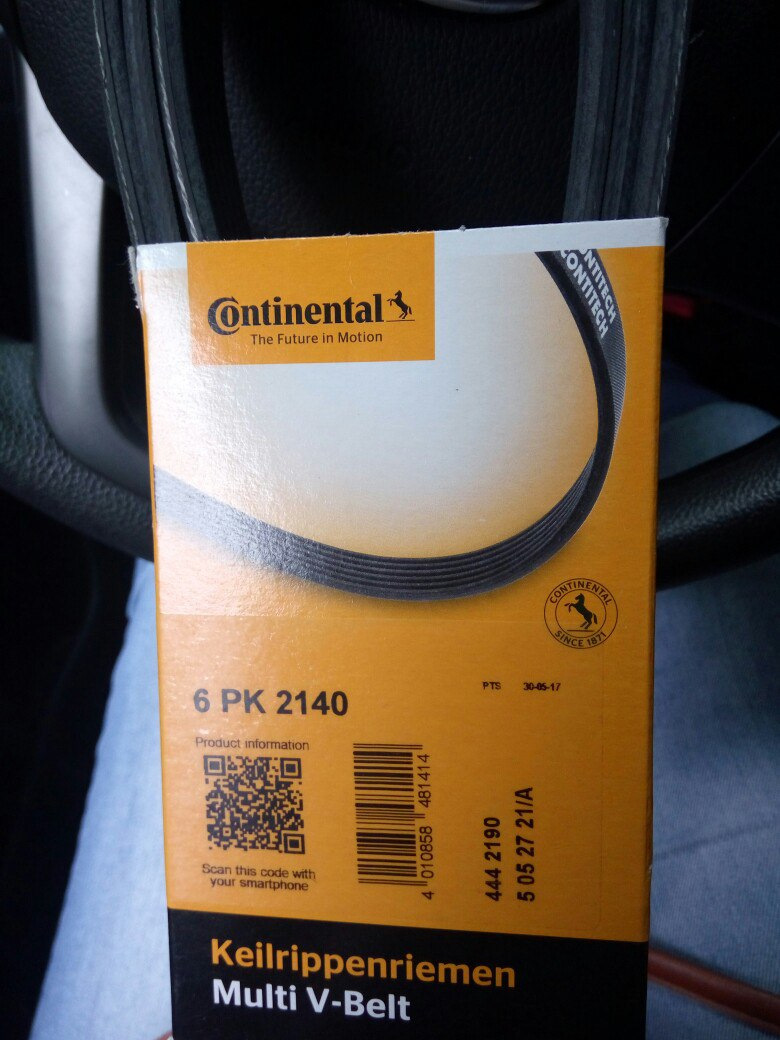 ONTITECH
CONTITECH
Continental
The Future in Motion
CONTINENTAL
SINCE 1871
6 PK 2140
PTS 30-05-17
Product information
Scan this code with
your smartphone
4 010858 481414
444 2190
5 05 27 21/A
Keilrippenriemen
Multi V-Belt